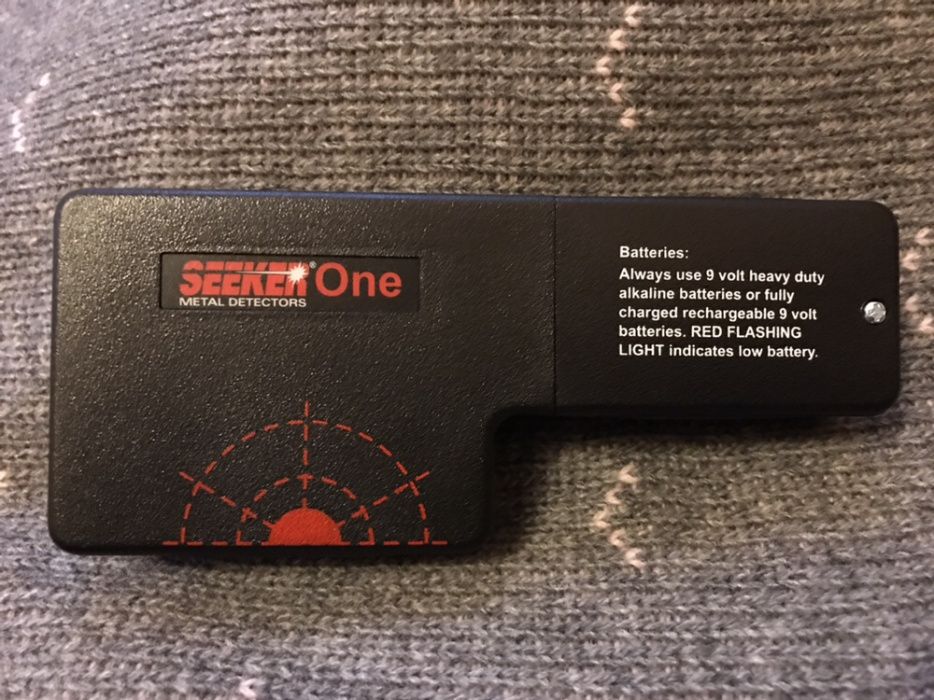 SEEKER® One
METAL DETECTORS
Batteries:
Always use 9 volt heavy duty
alkaline batteries or fully
charged rechargeable 9 volt
batteries. RED FLASHING
LIGHT indicates low battery.